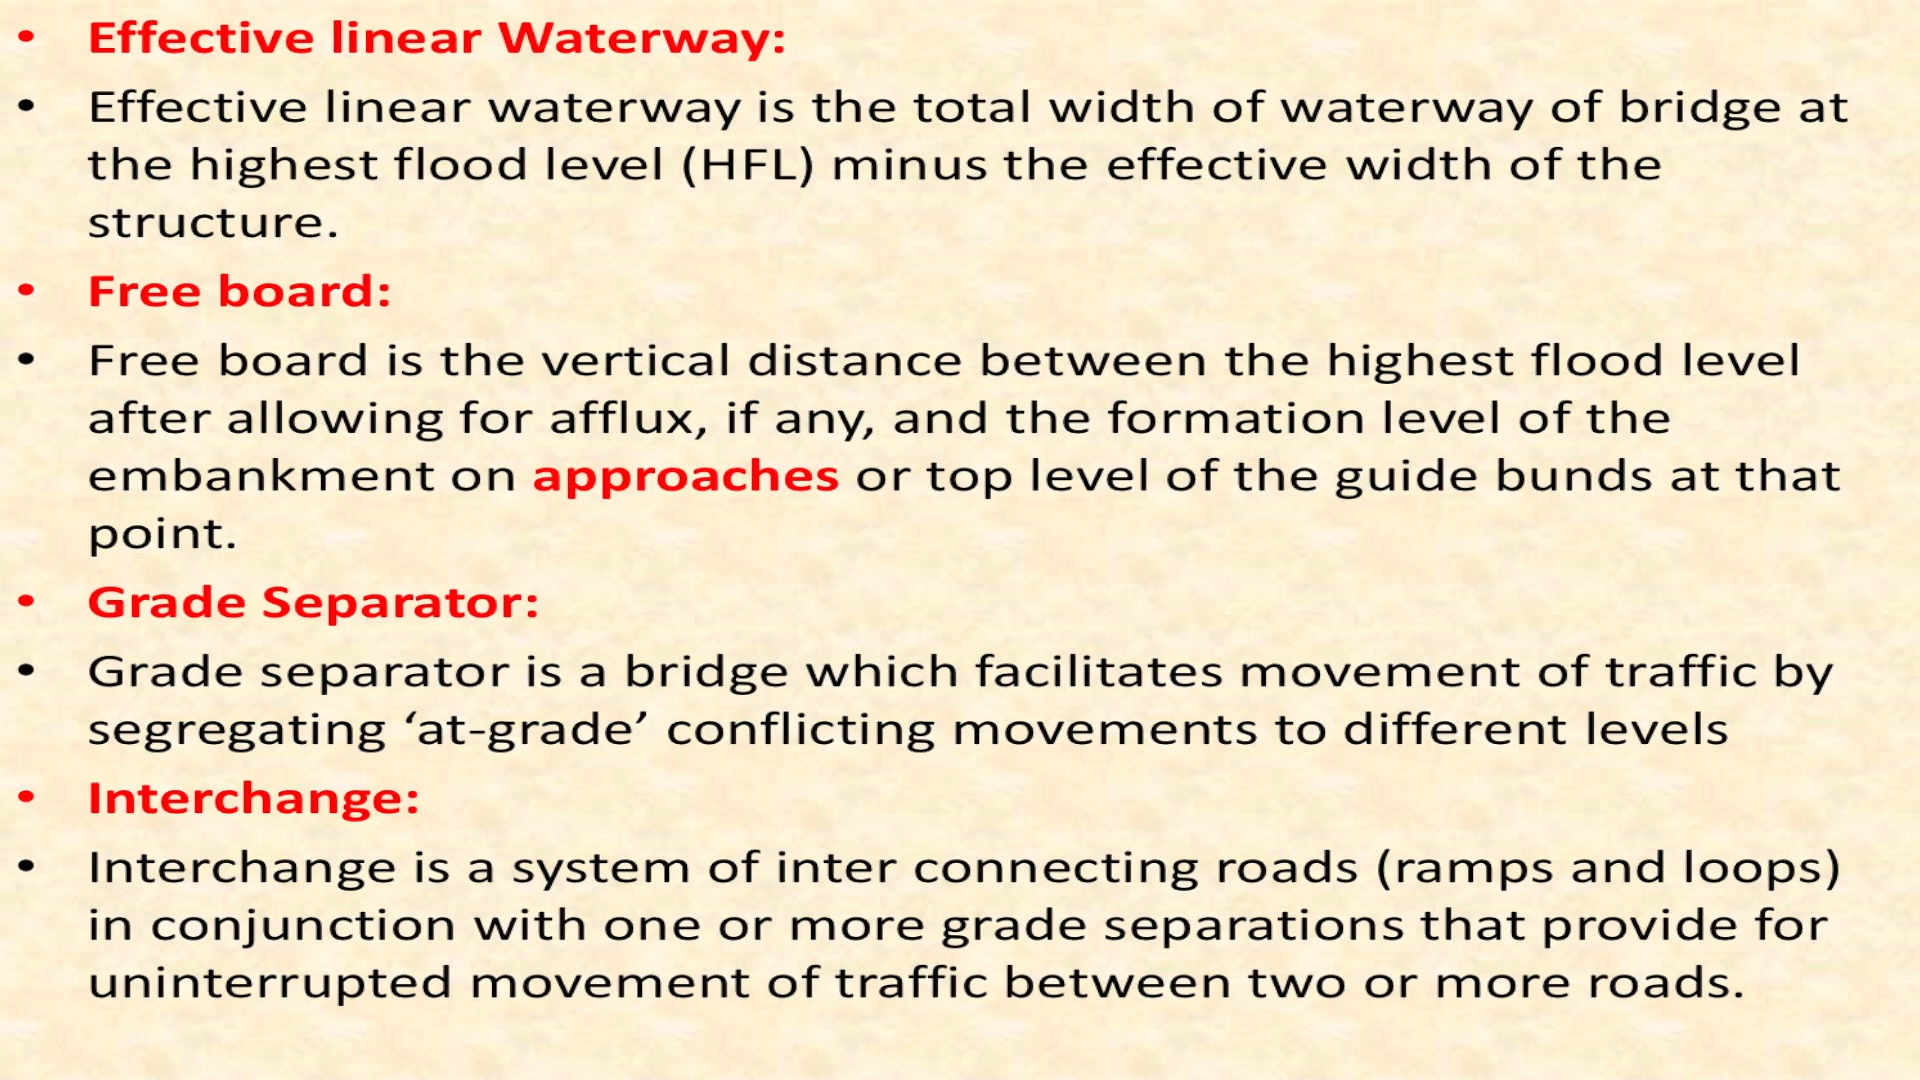 • Effective linear Waterway:
• Effective linear waterway is the total width of waterway of bridge at
the highest flood level (HFL) minus the effective width of the
structure.
• Free board:
• Free board is the vertical distance between the highest flood level
after allowing for afflux, if any, and the formation level of the
embankment on approaches or top level of the guide bunds at that
point.
• Grade Separator:
• Grade separator is a bridge which facilitates movement of traffic by
segregating ‘at-grade’ conflicting movements to different levels
• Interchange:
• Interchange is a system of inter connecting roads (ramps and loops)
in conjunction with one or more grade separations that provide for
uninterrupted movement of traffic between two or more roads.